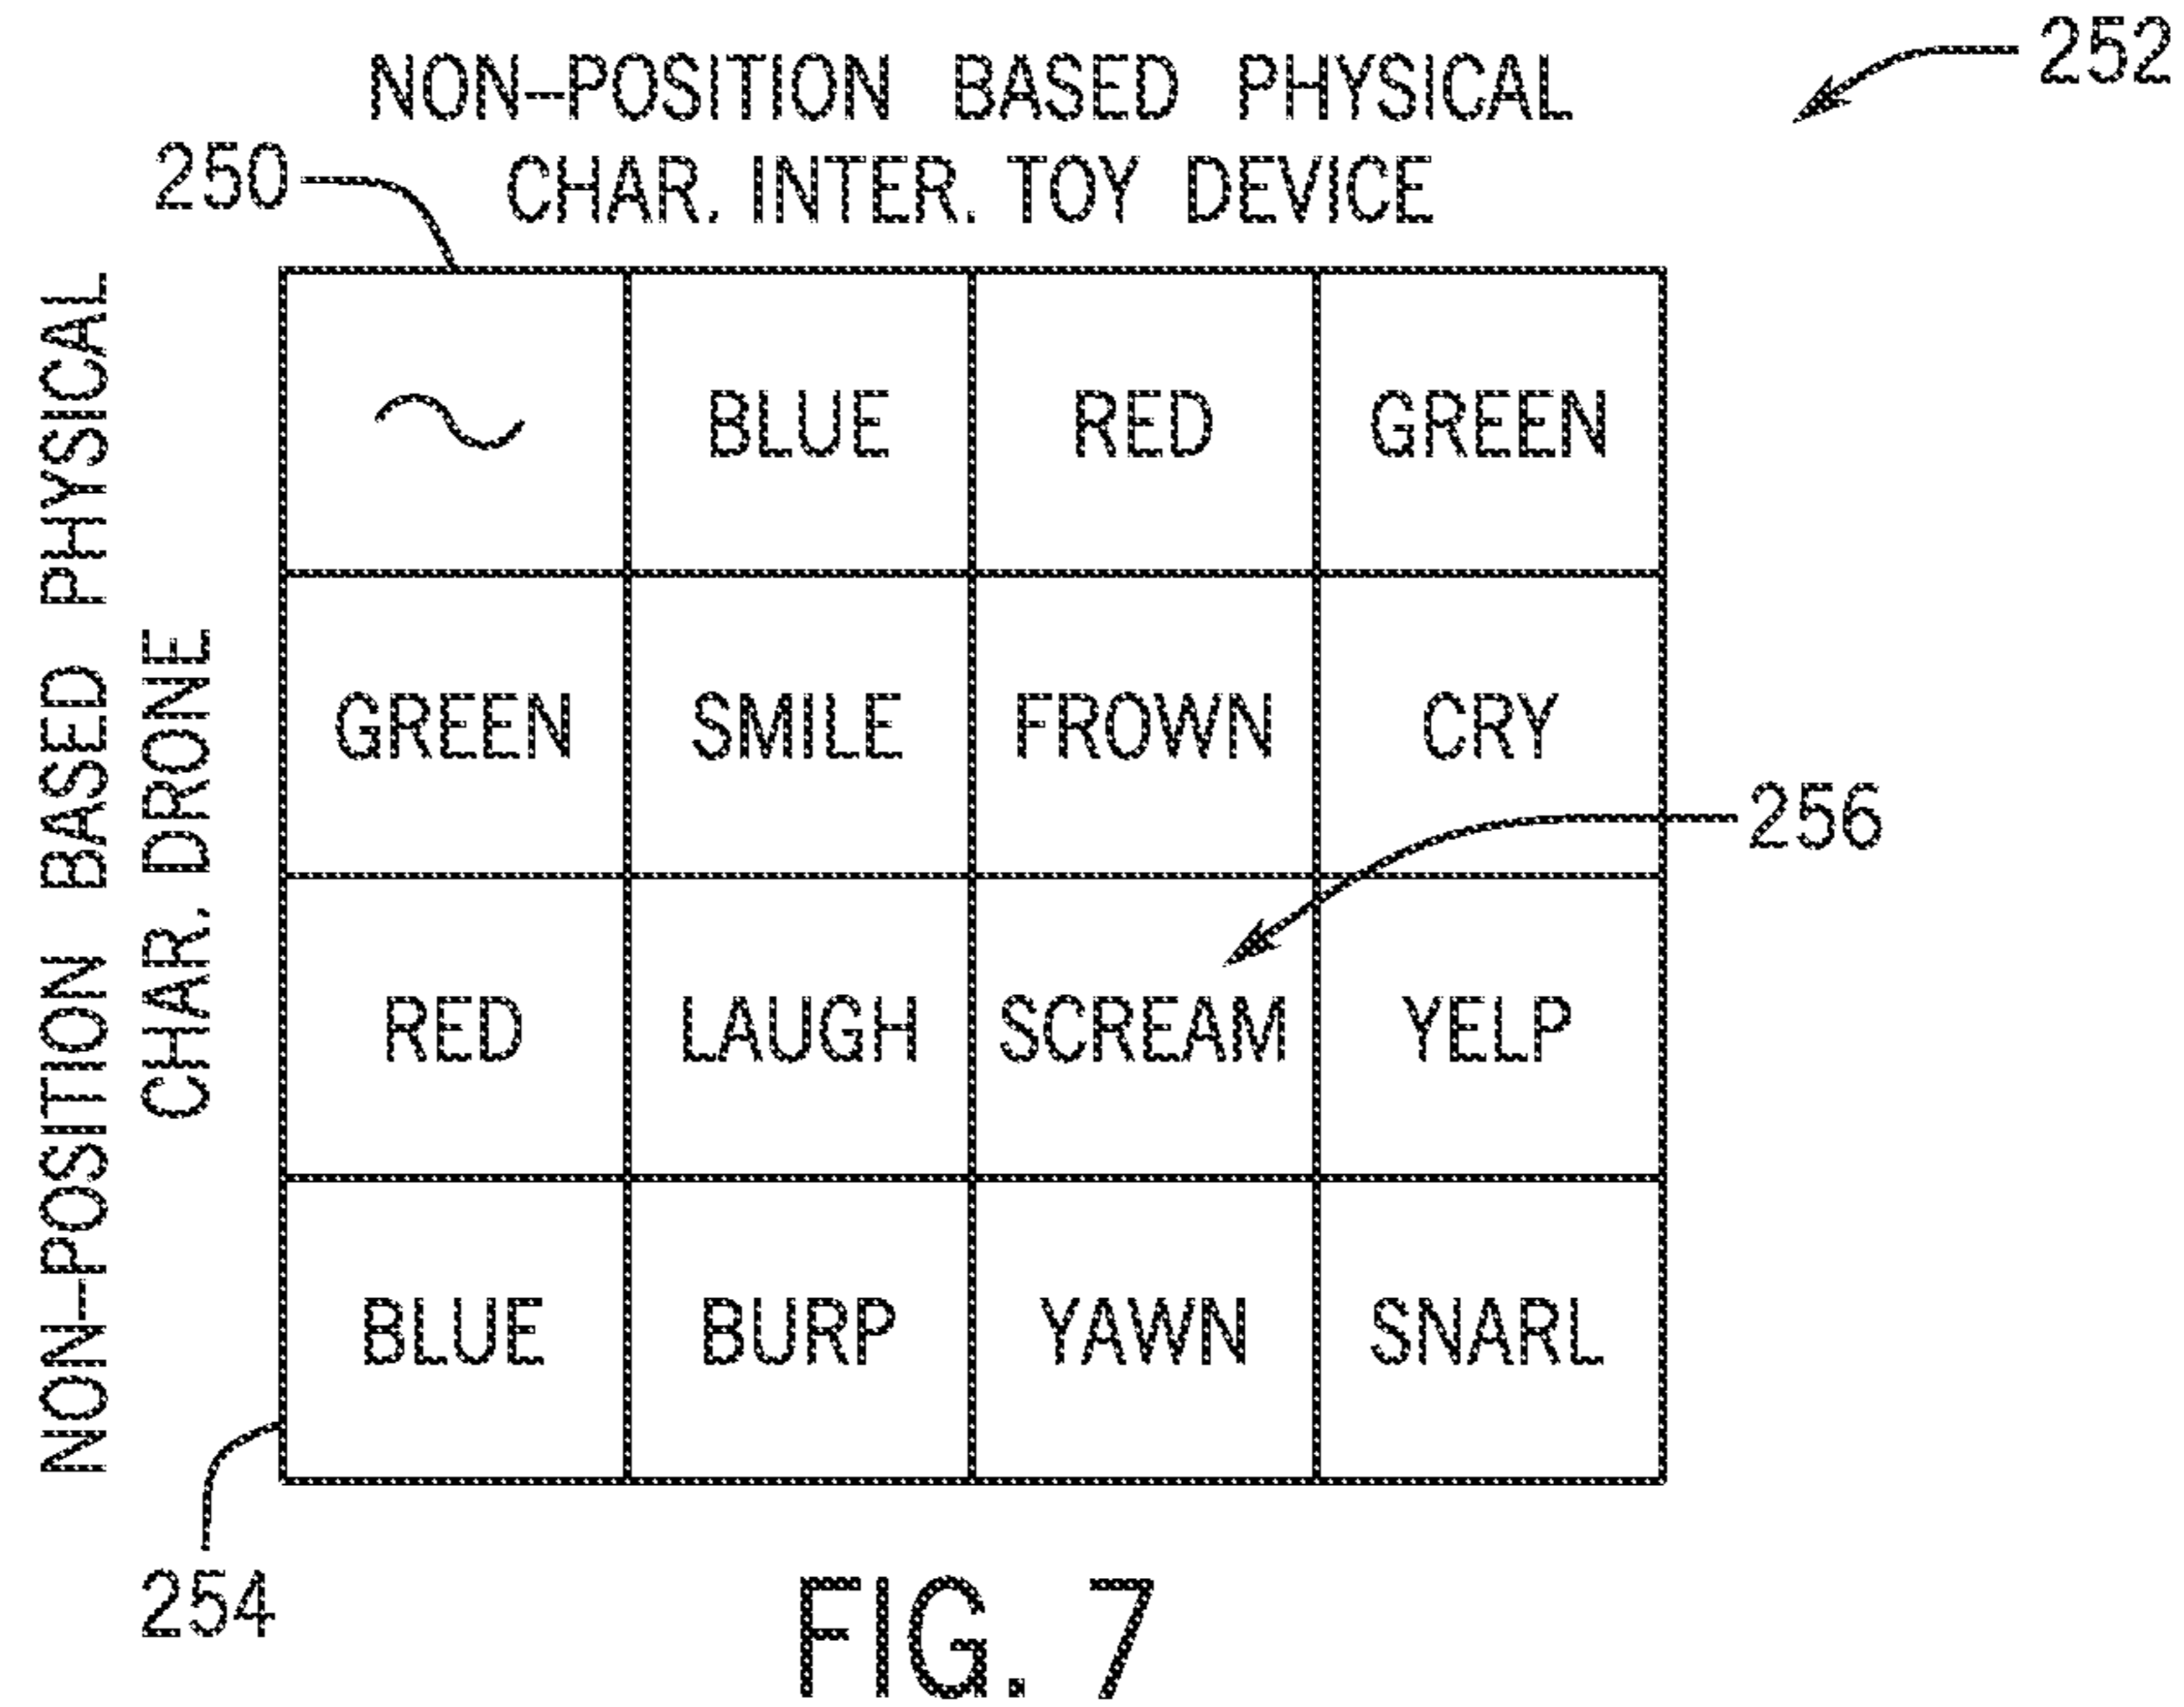 252
NON-POSITION BASED PHYSICAL
CHAR. INTER. TOY DEVICE
250
NON-POSITION BASED PHYSICAL
CHAR. DRONE
~ BLUE RED GREEN
GREEN SMILE FROWN CRY
256
RED LAUGH SCREAM YELP
BLUE BURP YAWN SNARL
254
FIG. 7